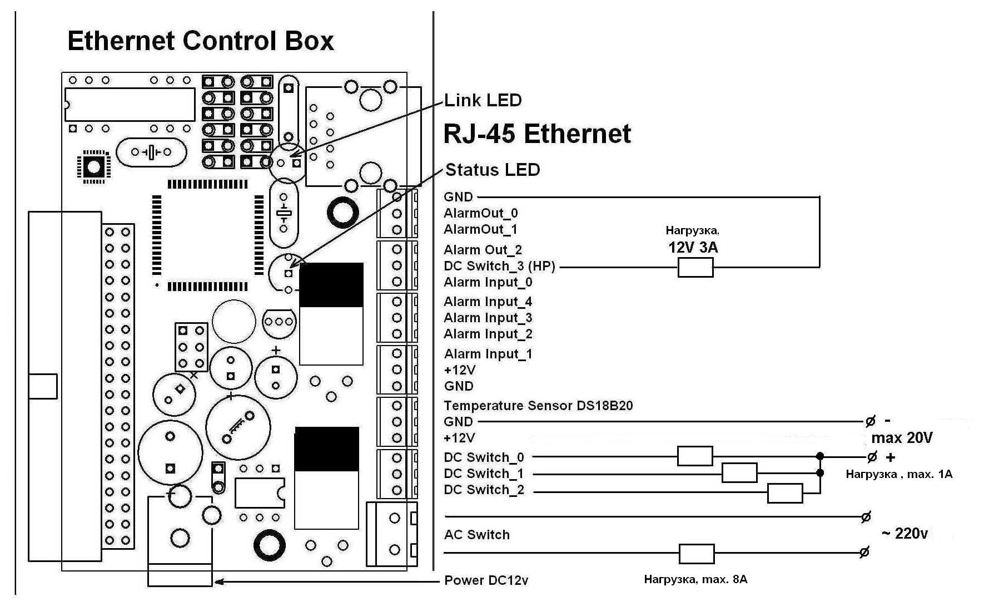 Ethernet Control Box
Link LED
RJ-45 Ethernet
Status LED
GND
AlarmOut_0
AlarmOut_1
Нагрузка.
12V 3A
Alarm Out_2
DC Switch_3 (HP)
Alarm Input_0
Alarm Input_4
Alarm Input_3
Alarm Input_2
Alarm Input_1
+12V
GND
Temperature Sensor DS18B20
GND
-
+12V
max 20V
DC Switch_0
+
DC Switch_1
Нагрузка , max. 1A
DC Switch_2
AC Switch
~ 220v
Power DC12v
Нагрузка, max. 8A